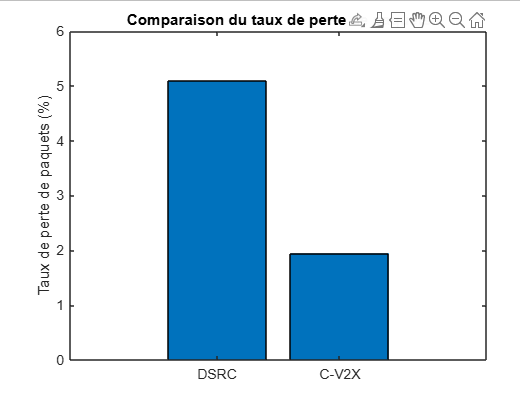 Comparaison du taux de perte
Taux de perte de paquets (%)
6
5
4
3
2
1
0
DSRC
C-V2X